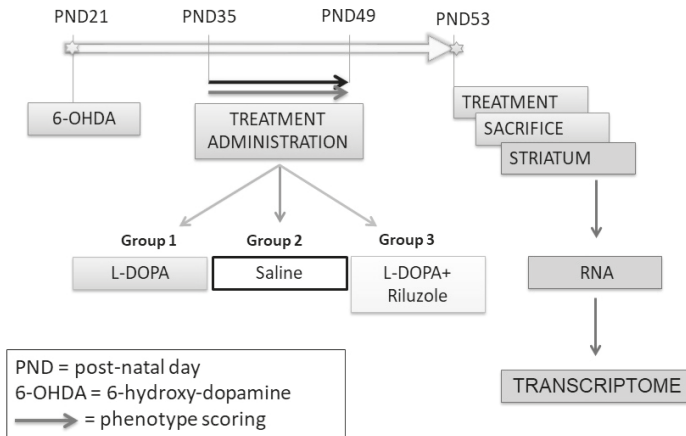 PND21
PND35
PND49
PND53
6-OHDA
TREATMENT
ADMINISTRATION
TREATMENT
SACRIFICE
STRIATUM
Group 1
Group 2
Group 3
L-DOPA
Saline
L-DOPA+
Riluzole
RNA
TRANSCRIPTOME
PND = post-natal day
6-OHDA = 6-hydroxy-dopamine
= phenotype scoring